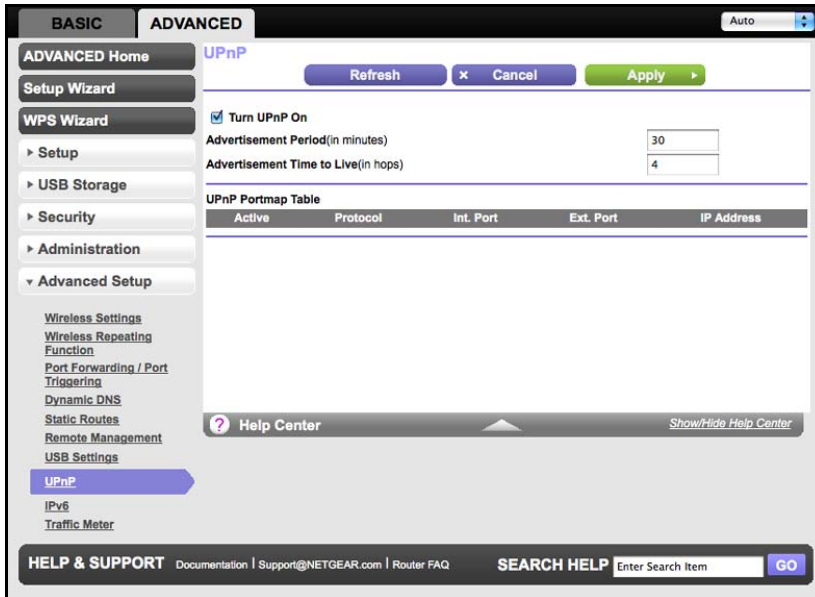 BASIC
ADVANCED
Auto
ADVANCED Home
Setup Wizard
WPS Wizard
Setup
USB Storage
Security
Administration
Advanced Setup
Wireless Settings
Wireless Repeating
Function
Port Forwarding / Port
Triggering
Dynamic DNS
Static Routes
Remote Management
USB Settings
UPnP
IPv6
Traffic Meter
UPnP
Refresh
× Cancel
Apply
Turn UPnP On
Advertisement Period(in minutes) 30
Advertisement Time to Live(in hops) 4
UPnP Portmap Table
Active Protocol Int. Port Ext. Port IP Address
? Help Center Show/Hide Help Center
HELP & SUPPORT Documentation | Support@NETGEAR.com | Router FAQ SEARCH HELP Enter Search Item GO